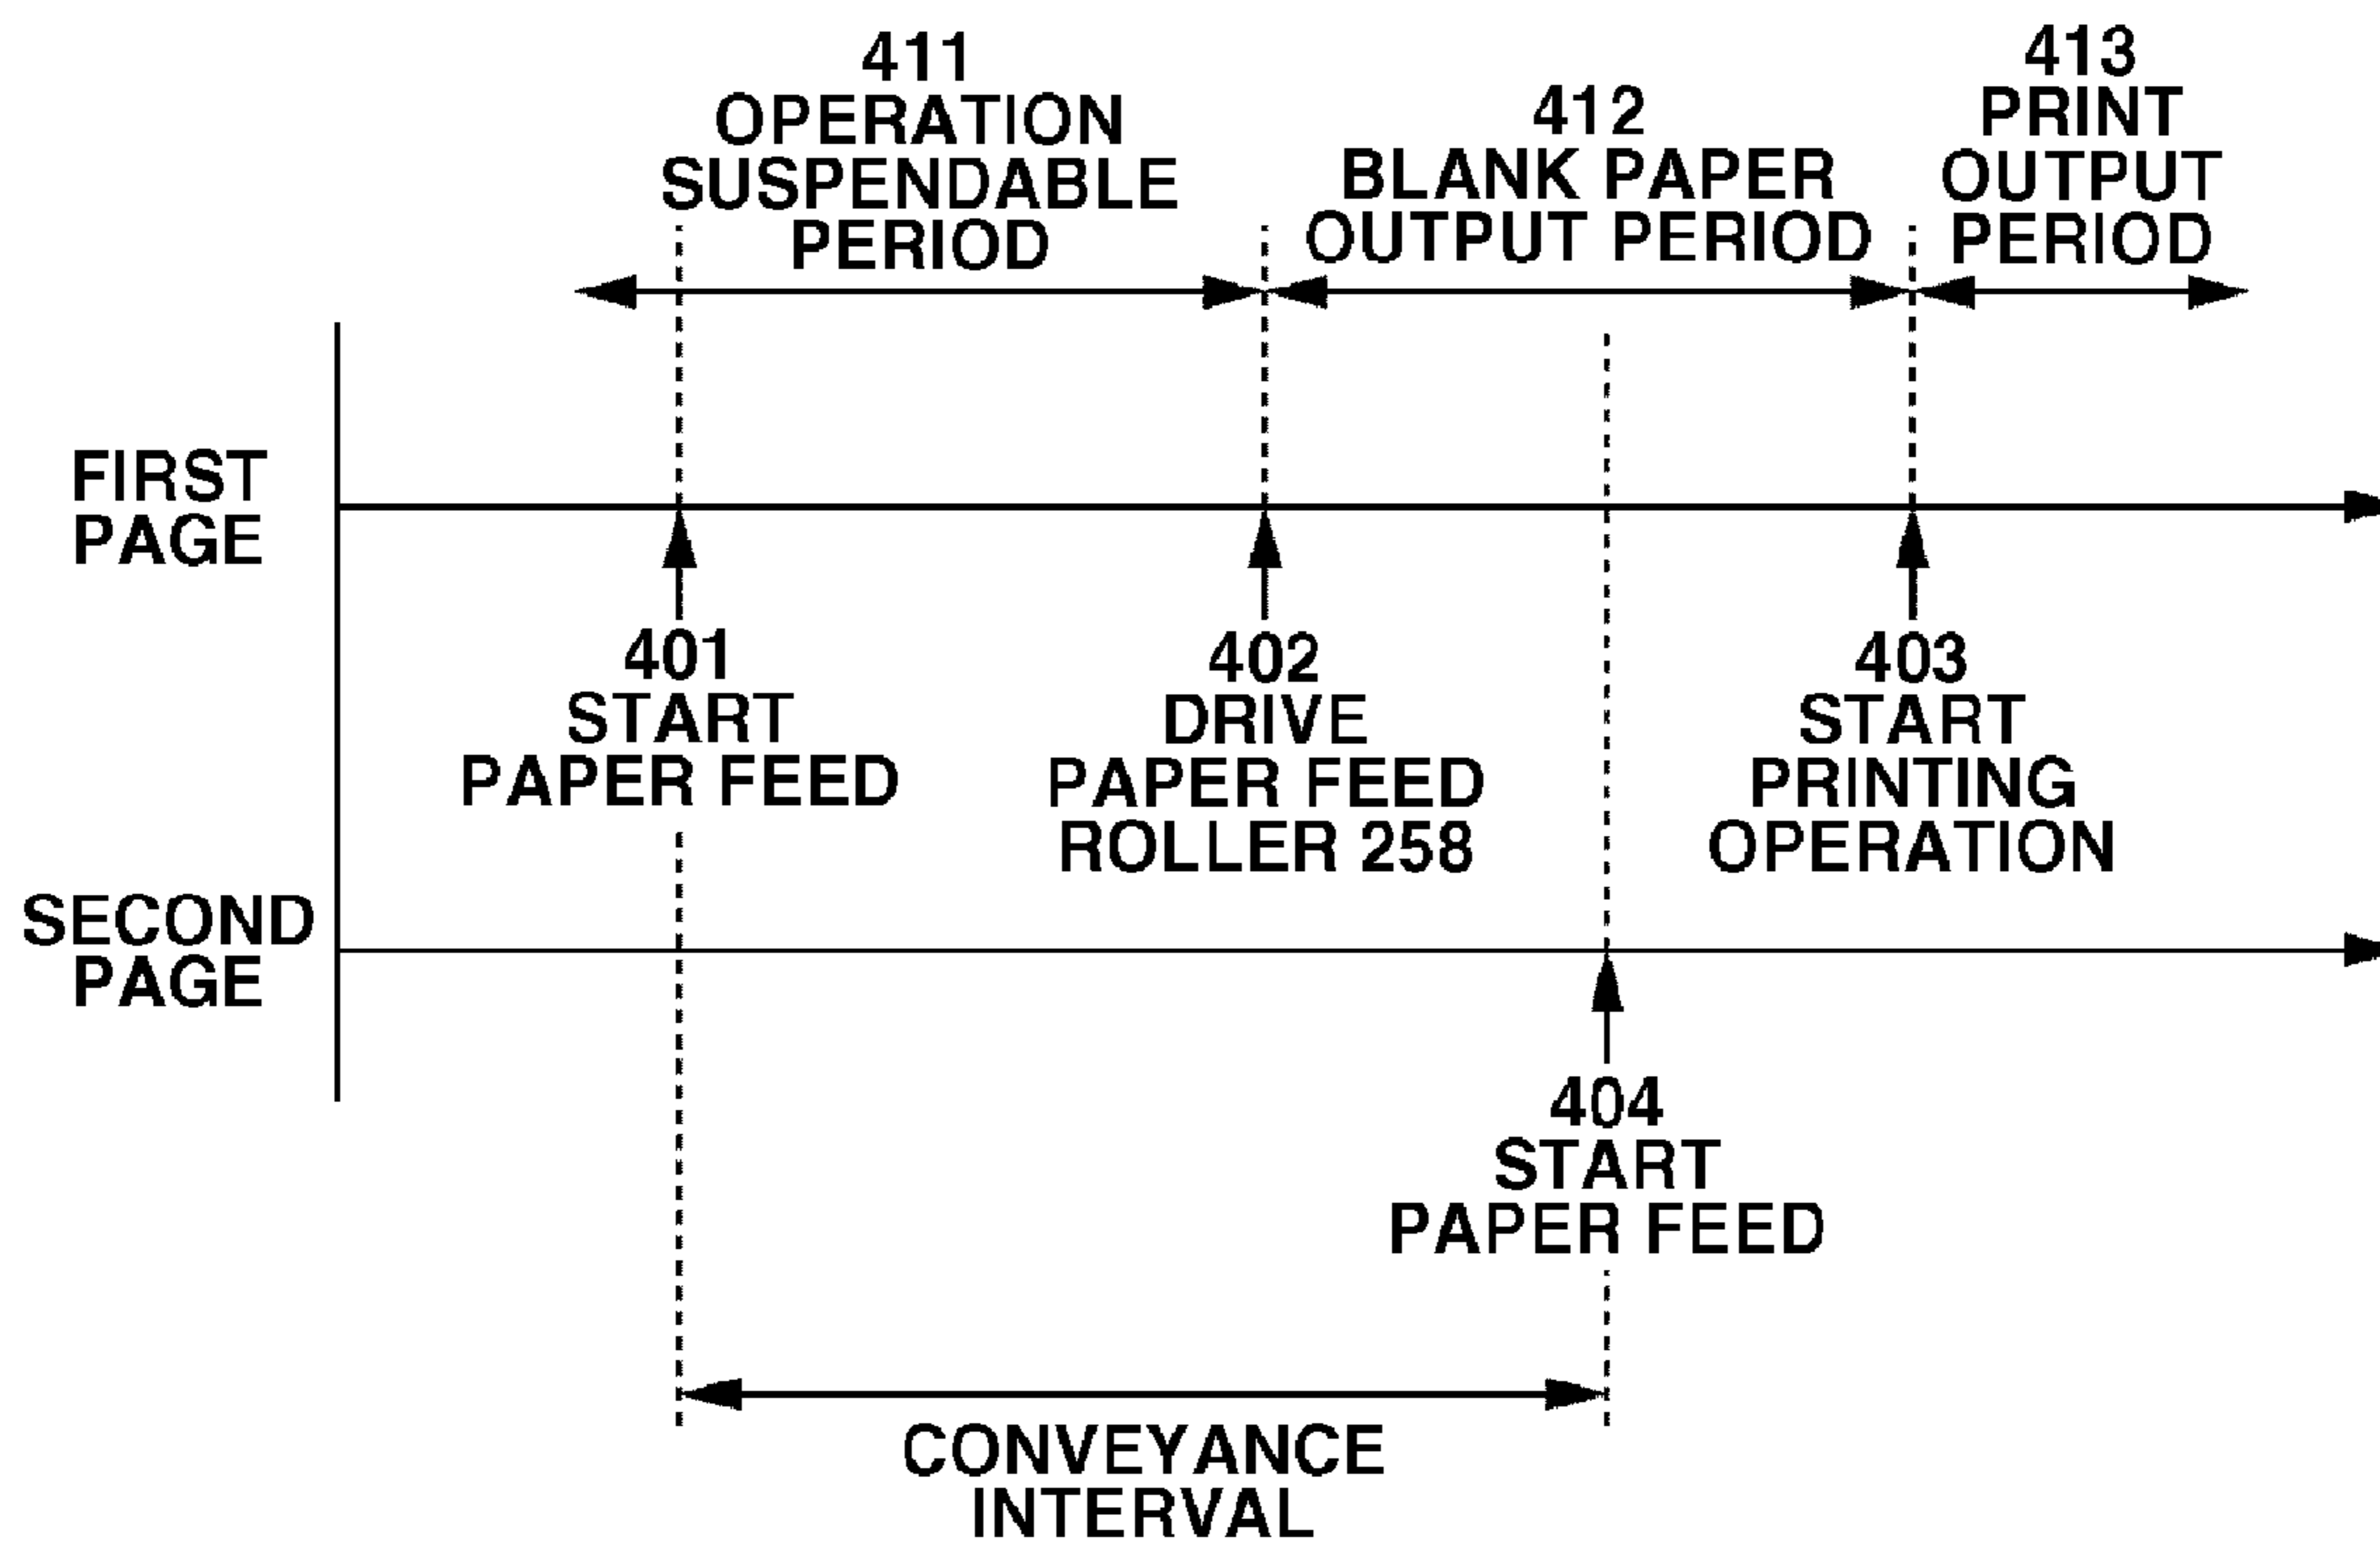 411
OPERATION
SUSPENDABLE
PERIOD
412
BLANK PAPER
OUTPUT PERIOD
413
PRINT
OUTPUT
PERIOD
FIRST
PAGE
401
START
PAPER FEED
402
DRIVE
PAPER FEED
ROLLER 258
403
START
PRINTING
OPERATION
SECOND
PAGE
404
START
PAPER FEED
CONVEYANCE
INTERVAL